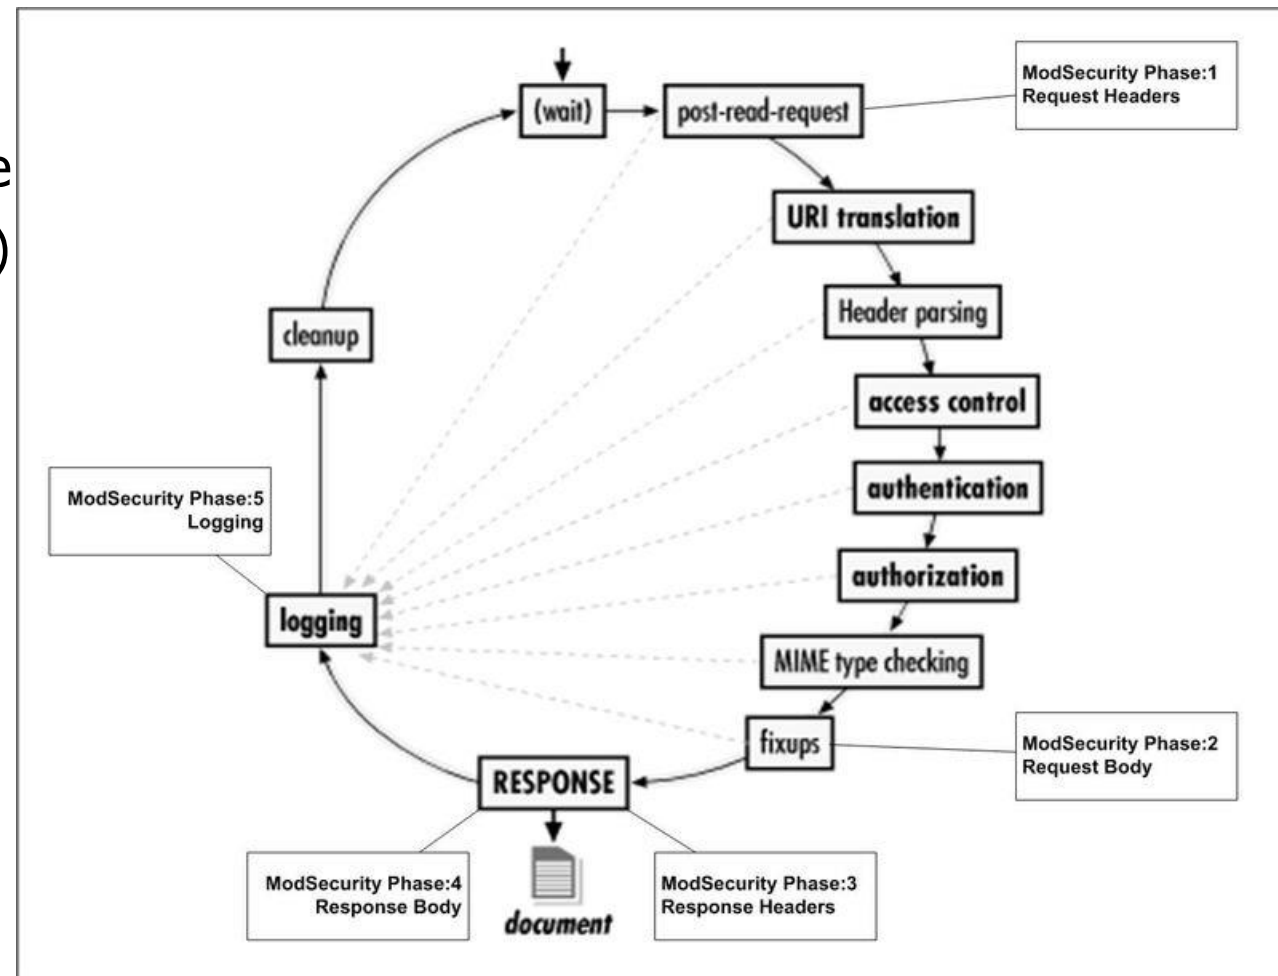 e
)
(wait)
post-read-request
ModSecurity Phase:1
Request Headers
URI translation
Header parsing
cleanup
access control
ModSecurity Phase:5
Logging
authentication
authorization
logging
MIME type checking
fixups
ModSecurity Phase:2
Request Body
RESPONSE
ModSecurity Phase:4
Response Body
ModSecurity Phase:3
Response Headers
document